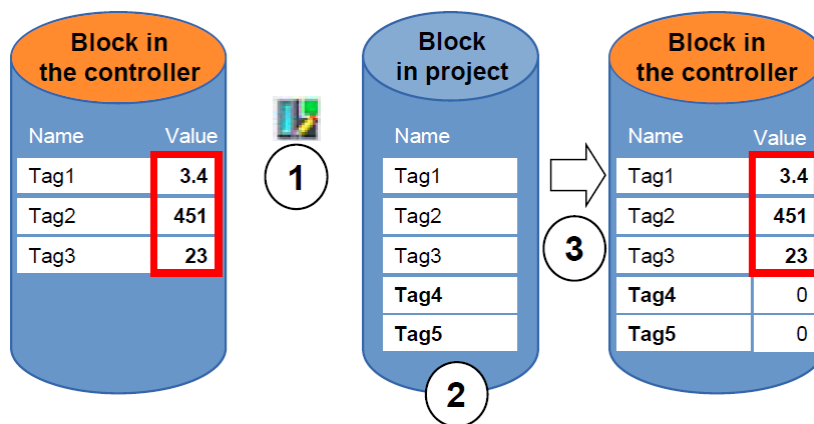 Block in
the controller
Name Value
Tag1 3.4
Tag2 451
Tag3 23
1
Block
in project
Name
Tag1
Tag2
Tag3
Tag4
Tag5
2
3
Block in
the controller
Name Value
Tag1 3.4
Tag2 451
Tag3 23
Tag4 0
Tag5 0